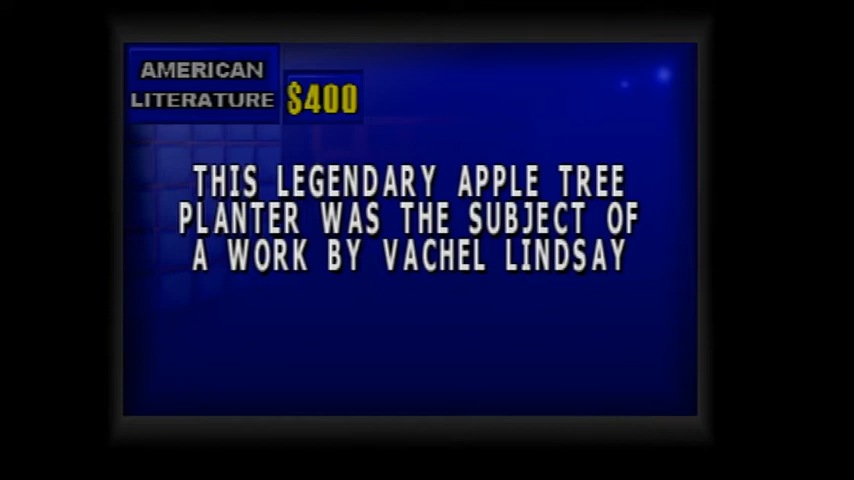 AMERICAN
LITERATURE
$400
THIS LEGENDARY APPLE TREE
PLANTER WAS THE SUBJECT OF
A WORK BY VACHEL LINDSAY